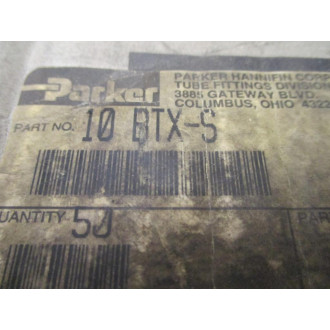 Parker
PARKER HANNIFIN CORP
TUBE FITTINGS DIVISION
3885 GATEWAY BLVD.
COLUMBUS, OHIO 4322
PART NO. 10 BTX-S
QUANTITY 50
PAR